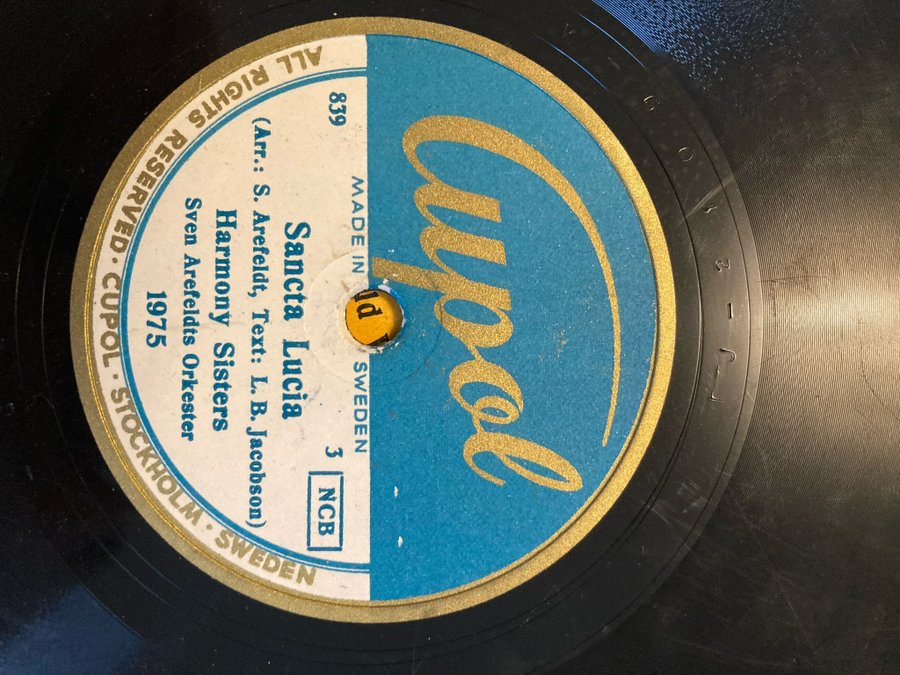 Cupol
MADE IN SWEDEN
839 3 NCB
Sancta Lucia
(Arr.: S. Arefeldt, Text: L. B. Jacobson)
Harmony Sisters
Sven Arefeldts Orkester
1975
ALL RIGHTS RESERVED · CUPOL · STOCKHOLM · SWEDEN